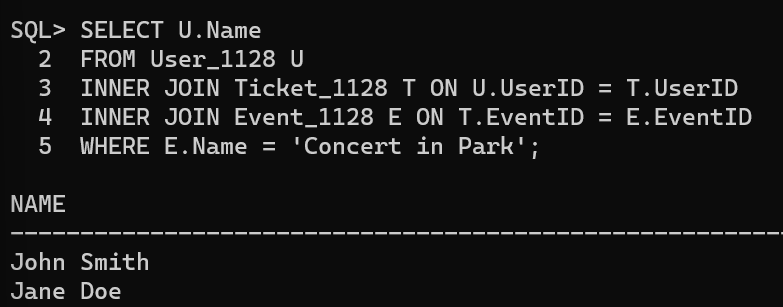 SQL> SELECT U.Name
  2  FROM User_1128 U
  3  INNER JOIN Ticket_1128 T ON U.UserID = T.UserID
  4  INNER JOIN Event_1128 E ON T.EventID = E.EventID
  5  WHERE E.Name = 'Concert in Park';
NAME
--------------------------------------------------------
John Smith
Jane Doe